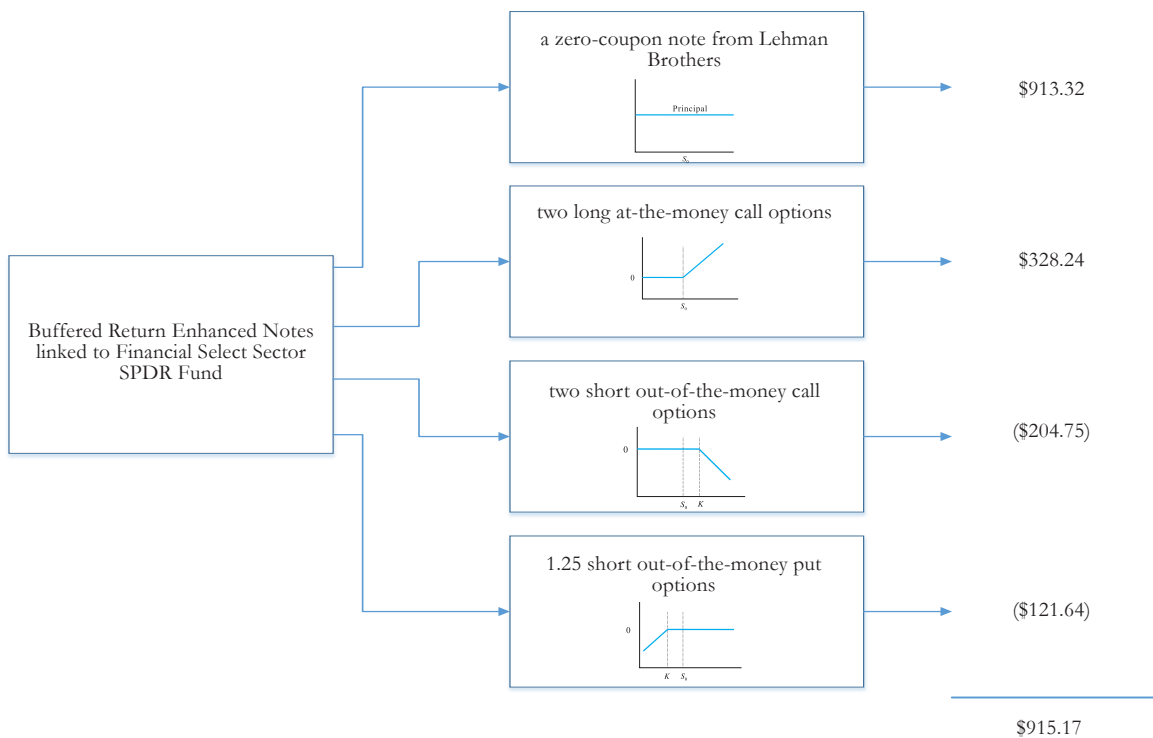 Buffered Return Enhanced Notes
linked to Financial Select Sector
SPDR Fund
a zero-coupon note from Lehman
Brothers
Principal
S₀
$913.32
two long at-the-money call options
0
S₀
$328.24
two short out-of-the-money call
options
0
S₀ K
($204.75)
1.25 short out-of-the-money put
options
0
K S₀
($121.64)
$915.17